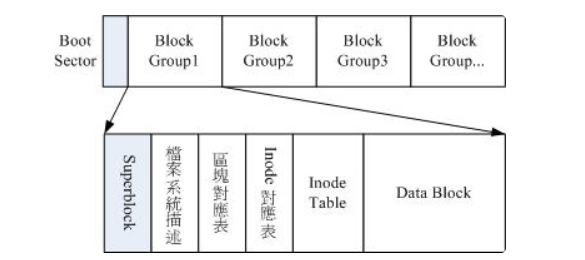 Boot
Sector
Block
Group1
Block
Group2
Block
Group3
Block
Group...
Superblock
檔案系統描述
區塊對應表
Inode 對應表
Inode
Table
Data Block